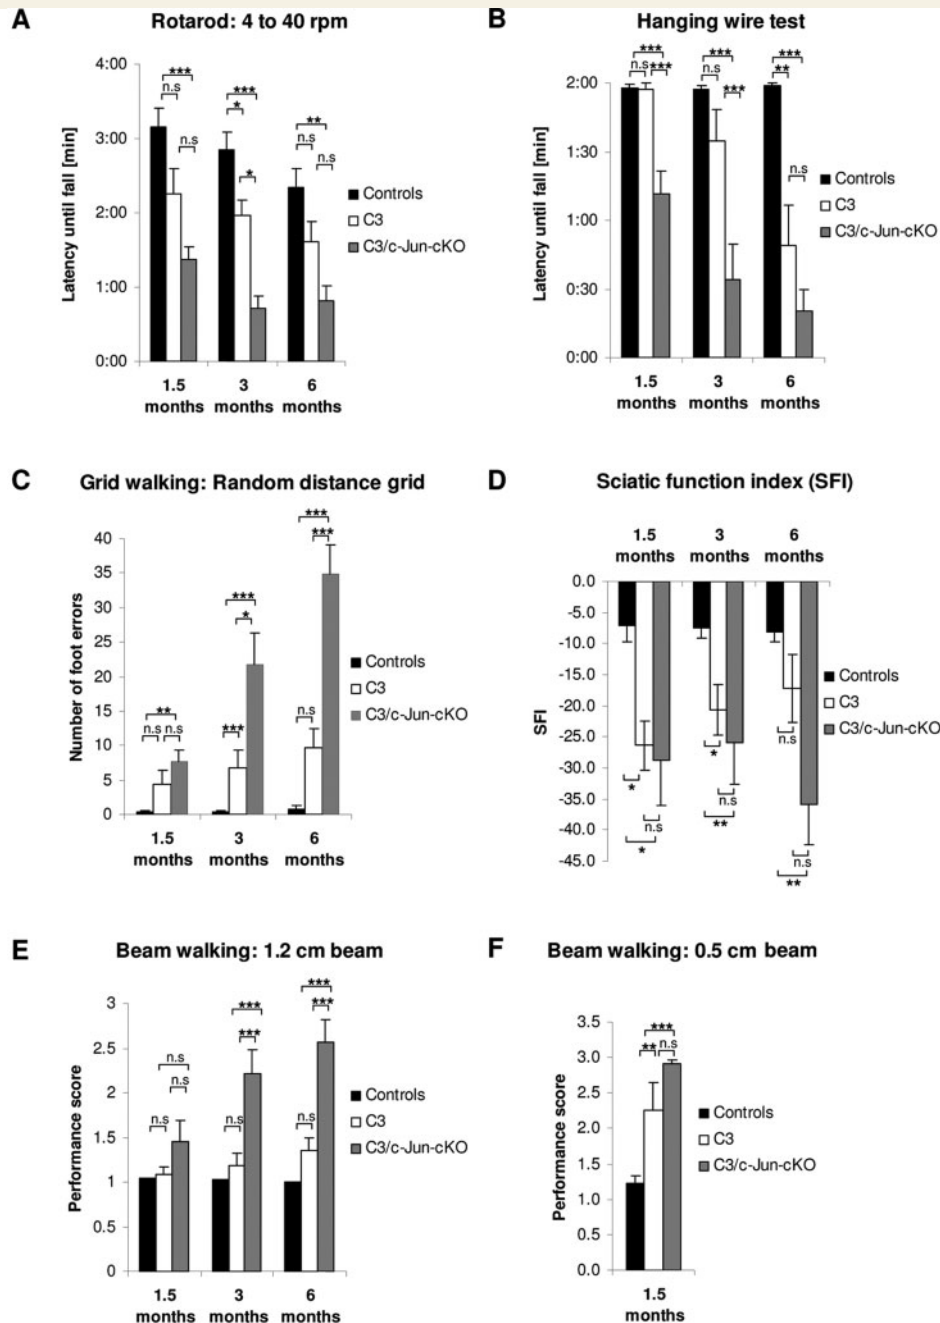 A
Rotarod: 4 to 40 rpm
Latency until fall [min]
4:00
3:00
2:00
1:00
0:00
***
n.s
n.s
***
*
*
**
n.s
n.s
1.5 months
3 months
6 months
Controls
C3
C3/c-Jun-cKO
B
Hanging wire test
Latency until fall [min]
2:00
1:30
1:00
0:30
0:00
***
n.s ***
***
n.s
***
***
**
n.s
1.5 months
3 months
6 months
Controls
C3
C3/c-Jun-cKO
C
Grid walking: Random distance grid
Number of foot errors
40
35
30
25
20
15
10
5
0
**
n.s n.s
***
*
***
***
***
n.s
1.5 months
3 months
6 months
Controls
C3
C3/c-Jun-cKO
D
Sciatic function index (SFI)
1.5 months
3 months
6 months
SFI
0.0
-5.0
-10.0
-15.0
-20.0
-25.0
-30.0
-35.0
-40.0
-45.0
*
n.s
*
*
n.s
**
n.s
n.s
**
Controls
C3
C3/c-Jun-cKO
E
Beam walking: 1.2 cm beam
Performance score
3
2.5
2
1.5
1
0.5
0
n.s
n.s
n.s
***
***
n.s
***
***
n.s
1.5 months
3 months
6 months
Controls
C3
C3/c-Jun-cKO
F
Beam walking: 0.5 cm beam
Performance score
3.5
3.0
2.5
2.0
1.5
1.0
0.5
0.0
***
** n.s
1.5 months
Controls
C3
C3/c-Jun-cKO